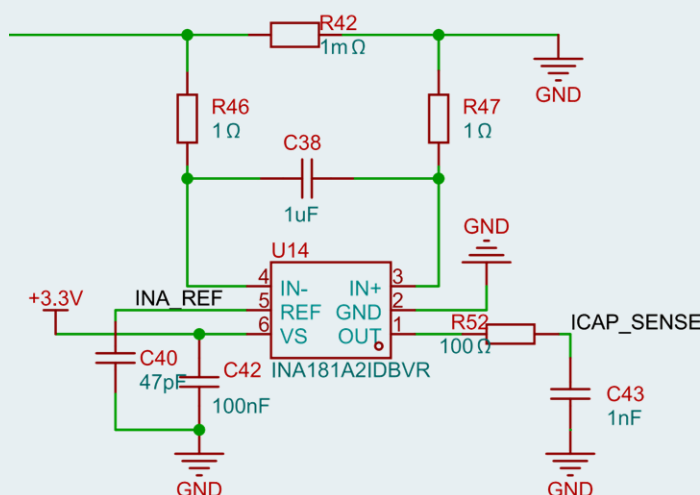 R42
1mΩ
GND
R46
1Ω
R47
1Ω
C38
1uF
GND
U14
4
IN-
IN+
3
+3.3V
INA_REF
5
REF
GND
2
6
VS
OUT
1
R52
100Ω
ICAP_SENSE
C40
47pF
C42
100nF
INA181A2IDBVR
C43
1nF
GND
GND